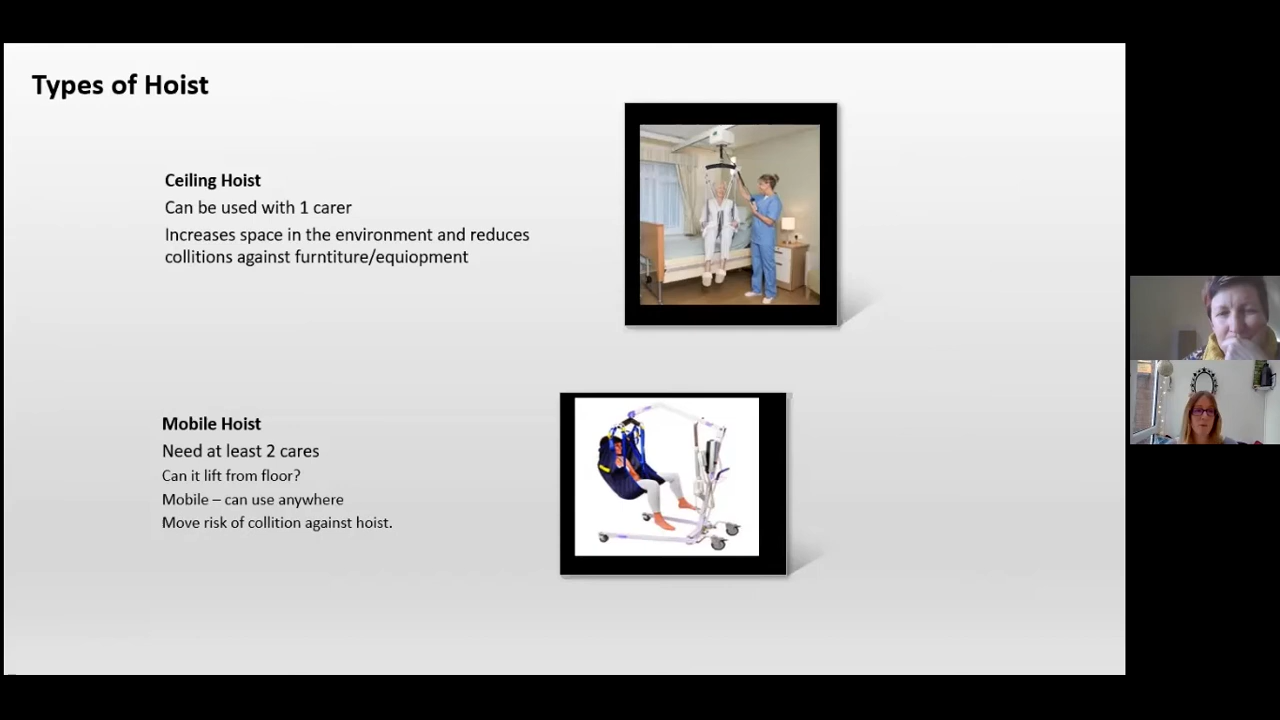 Types of Hoist
Ceiling Hoist
Can be used with 1 carer
Increases space in the environment and reduces
collitions against furntiture/equiopment
Mobile Hoist
Need at least 2 cares
Can it lift from floor?
Mobile – can use anywhere
Move risk of collition against hoist.